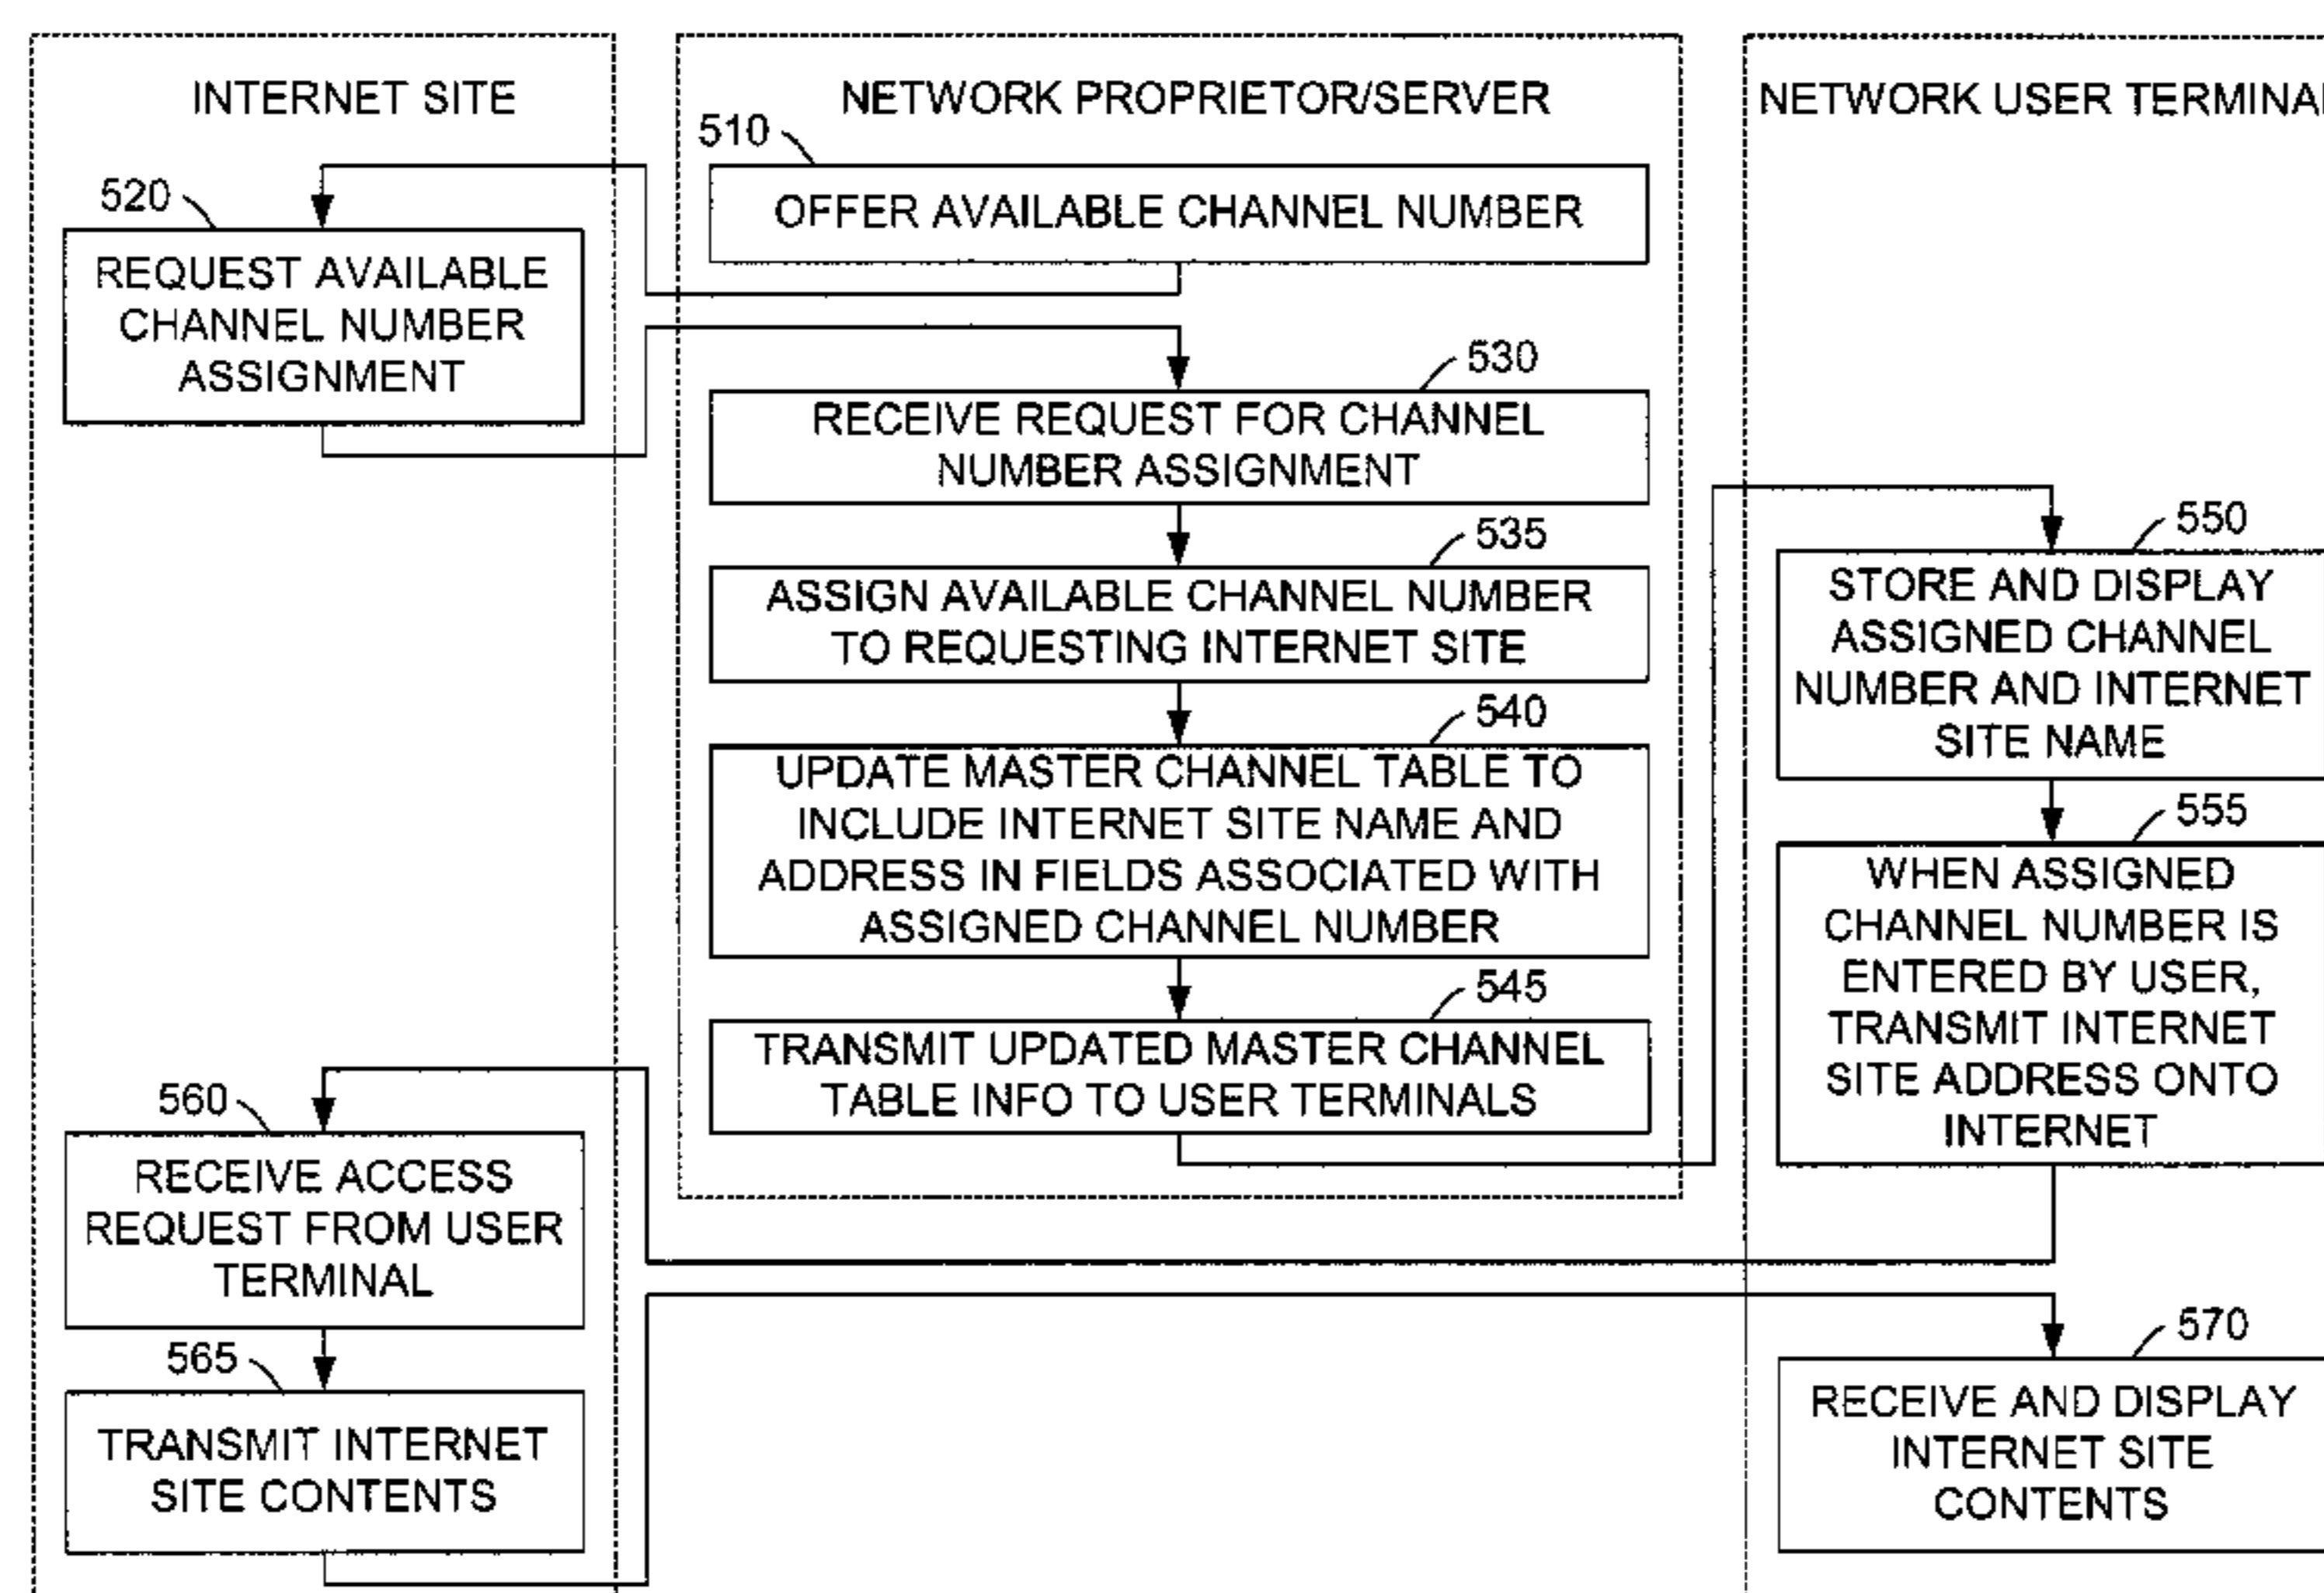 INTERNET SITE
NETWORK PROPRIETOR/SERVER
NETWORK USER TERMINAL
510
OFFER AVAILABLE CHANNEL NUMBER
520
REQUEST AVAILABLE
CHANNEL NUMBER
ASSIGNMENT
530
RECEIVE REQUEST FOR CHANNEL
NUMBER ASSIGNMENT
535
ASSIGN AVAILABLE CHANNEL NUMBER
TO REQUESTING INTERNET SITE
540
UPDATE MASTER CHANNEL TABLE TO
INCLUDE INTERNET SITE NAME AND
ADDRESS IN FIELDS ASSOCIATED WITH
ASSIGNED CHANNEL NUMBER
545
TRANSMIT UPDATED MASTER CHANNEL
TABLE INFO TO USER TERMINALS
550
STORE AND DISPLAY
ASSIGNED CHANNEL
NUMBER AND INTERNET
SITE NAME
555
WHEN ASSIGNED
CHANNEL NUMBER IS
ENTERED BY USER,
TRANSMIT INTERNET
SITE ADDRESS ONTO
INTERNET
560
RECEIVE ACCESS
REQUEST FROM USER
TERMINAL
565
TRANSMIT INTERNET
SITE CONTENTS
570
RECEIVE AND DISPLAY
INTERNET SITE
CONTENTS